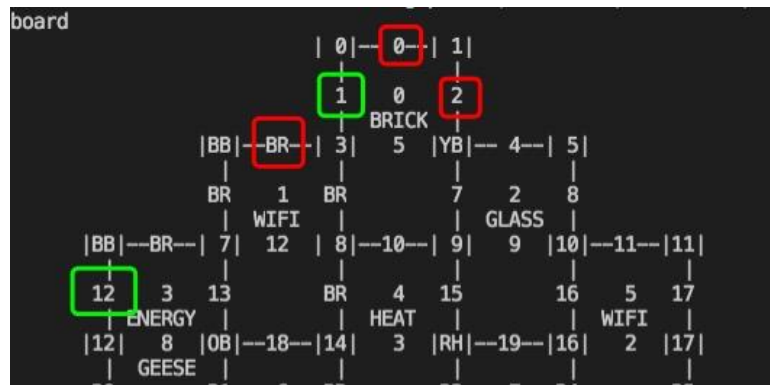 board
| 0|-- 0--| 1|
| |
1 0 2
| BRICK |
|BB|--BR--| 3| 5 |YB|-- 4--| 5|
| | | |
BR 1 BR 7 2 8
| WIFI | | GLASS |
|BB|--BR--| 7| 12 | 8|--10--| 9| 9 |10|--11--|11|
| | | | | |
12 3 13 BR 4 15 16 5 17
| ENERGY | | HEAT | | WIFI |
|12| 8 |OB|--18--|14| 3 |RH|--19--|16| 2 |17|
| GEESE | | | | |